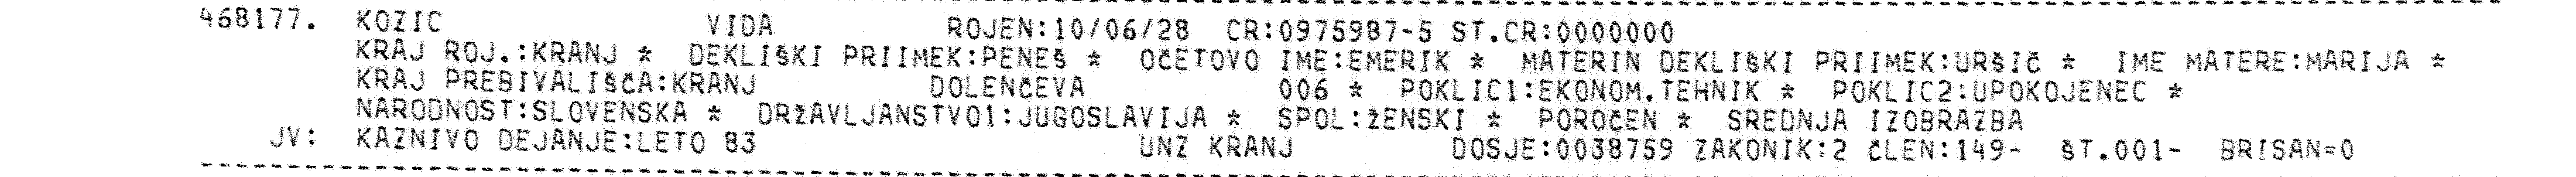 468177. KOZIC VIDA ROJEN:10/06/28 CR:0975987-5 ST.CR:0000000
KRAJ ROJ.:KRANJ * DEKLIŠKI PRIIMEK:PENEŠ * OČETOVO IME:EMERIK * MATERIN DEKLIŠKI PRIIMEK:URŠIČ * IME MATERE:MARIJA *
KRAJ PREBIVALIŠČA:KRANJ DOLENČEVA 006 * POKLIC1:EKONOM.TEHNIK * POKLIC2:UPOKOJENEC *
NARODNOST:SLOVENSKA * DRŽAVLJANSTVO1:JUGOSLAVIJA * SPOL:ŽENSKI * POROČEN * SREDNJA IZOBRAZBA
JV: KAZNIVO DEJANJE:LETO 83 UNZ KRANJ DOSJE:0038759 ZAKONIK:2 ČLEN:149- ŠT.001- BRISAN=0